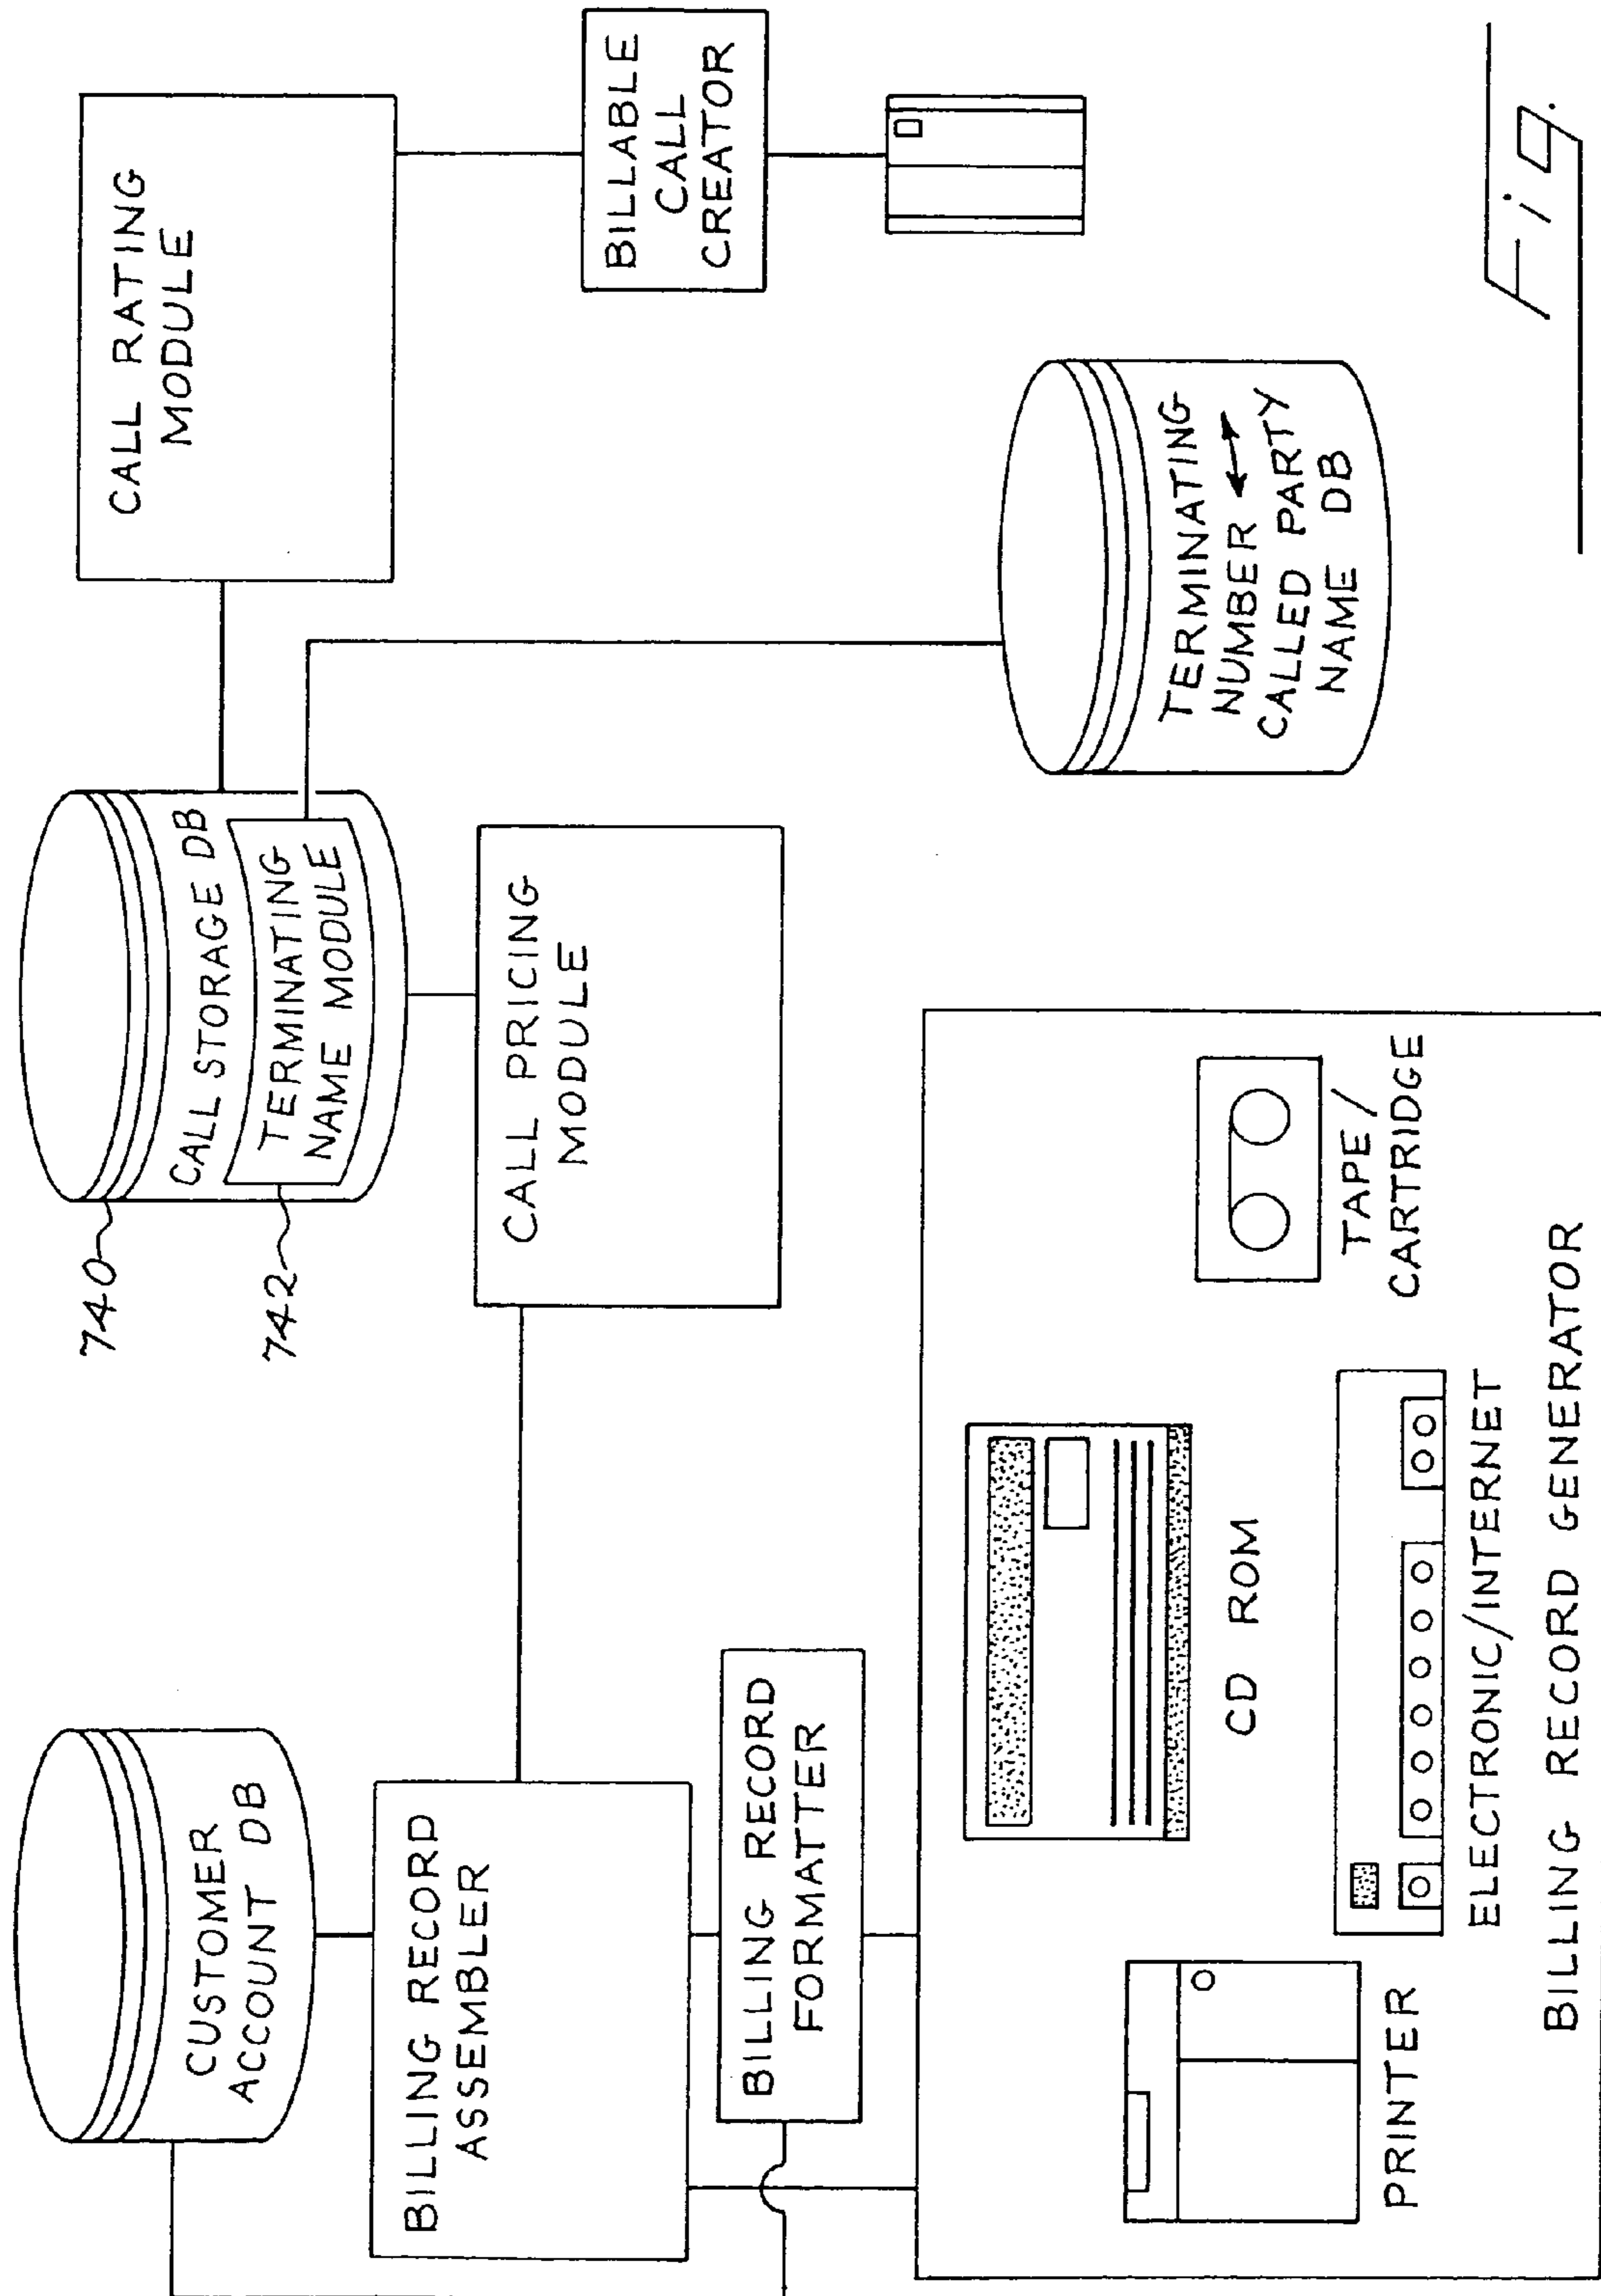 CUSTOMER
ACCOUNT DB
BILLING RECORD
ASSEMBLER
BILLING RECORD
FORMATTER
740
742
CALL STORAGE DB
TERMINATING
NAME MODULE
CALL PRICING
MODULE
CALL RATING
MODULE
BILLABLE
CALL
CREATOR
TERMINATING
NUMBER ↔
CALLED PARTY
NAME DB
PRINTER
CD ROM
ELECTRONIC/INTERNET
TAPE/
CARTRIDGE
BILLING RECORD GENERATOR
Fig.